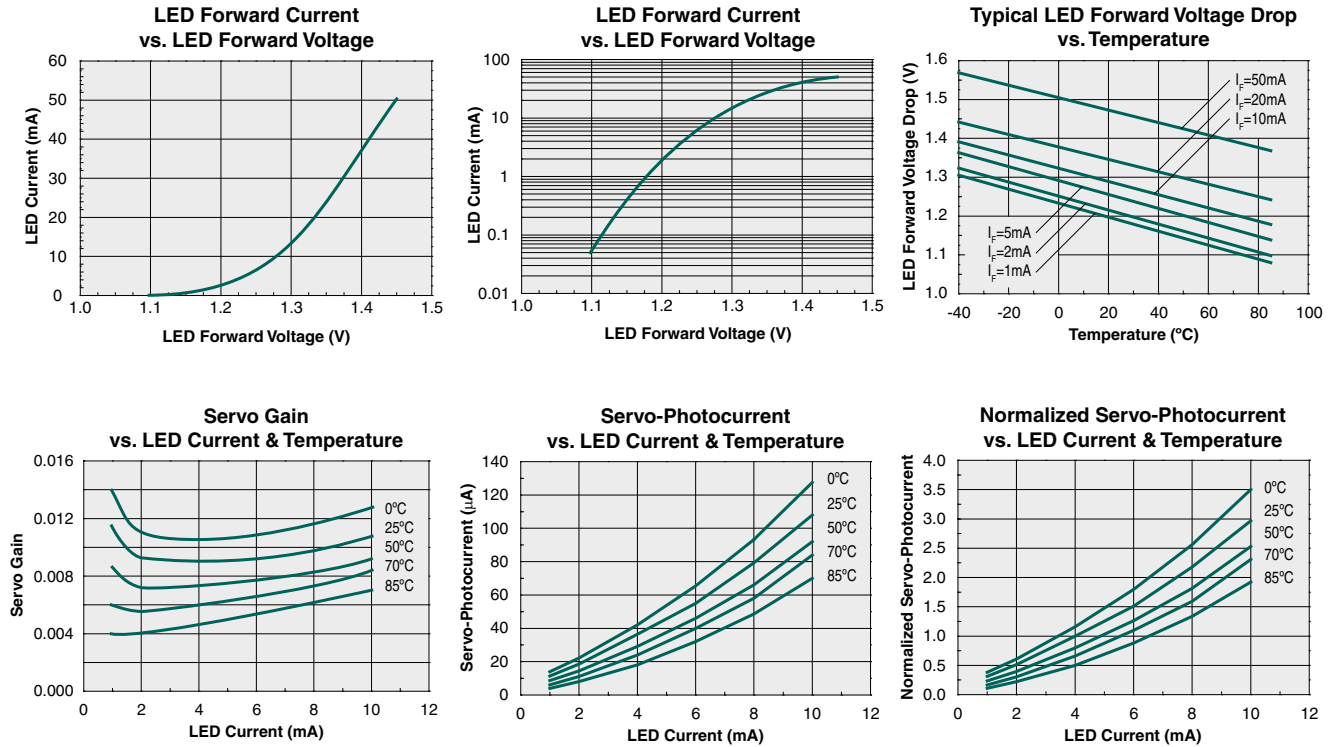 LED Forward Current
vs. LED Forward Voltage
60
50
40
30
20
10
0
LED Current (mA)
1.0 1.1 1.2 1.3 1.4 1.5
LED Forward Voltage (V)
LED Forward Current
vs. LED Forward Voltage
100
10
1
0.1
0.01
LED Current (mA)
1.0 1.1 1.2 1.3 1.4 1.5
LED Forward Voltage (V)
Typical LED Forward Voltage Drop
vs. Temperature
1.6
1.5
1.4
1.3
1.2
1.1
1.0
LED Forward Voltage Drop (V)
I_F=50mA
I_F=20mA
I_F=10mA
I_F=5mA
I_F=2mA
I_F=1mA
-40 -20 0 20 40 60 80 100
Temperature (ºC)
Servo Gain
vs. LED Current & Temperature
0.016
0.012
0.008
0.004
0.000
Servo Gain
0ºC
25ºC
50ºC
70ºC
85ºC
0 2 4 6 8 10 12
LED Current (mA)
Servo-Photocurrent
vs. LED Current & Temperature
140
120
100
80
60
40
20
0
Servo-Photocurrent (μA)
0ºC
25ºC
50ºC
70ºC
85ºC
0 2 4 6 8 10 12
LED Current (mA)
Normalized Servo-Photocurrent
vs. LED Current & Temperature
4.0
3.5
3.0
2.5
2.0
1.5
1.0
0.5
0.0
Normalized Servo-Photocurrent
0ºC
25ºC
50ºC
70ºC
85ºC
0 2 4 6 8 10 12
LED Current (mA)